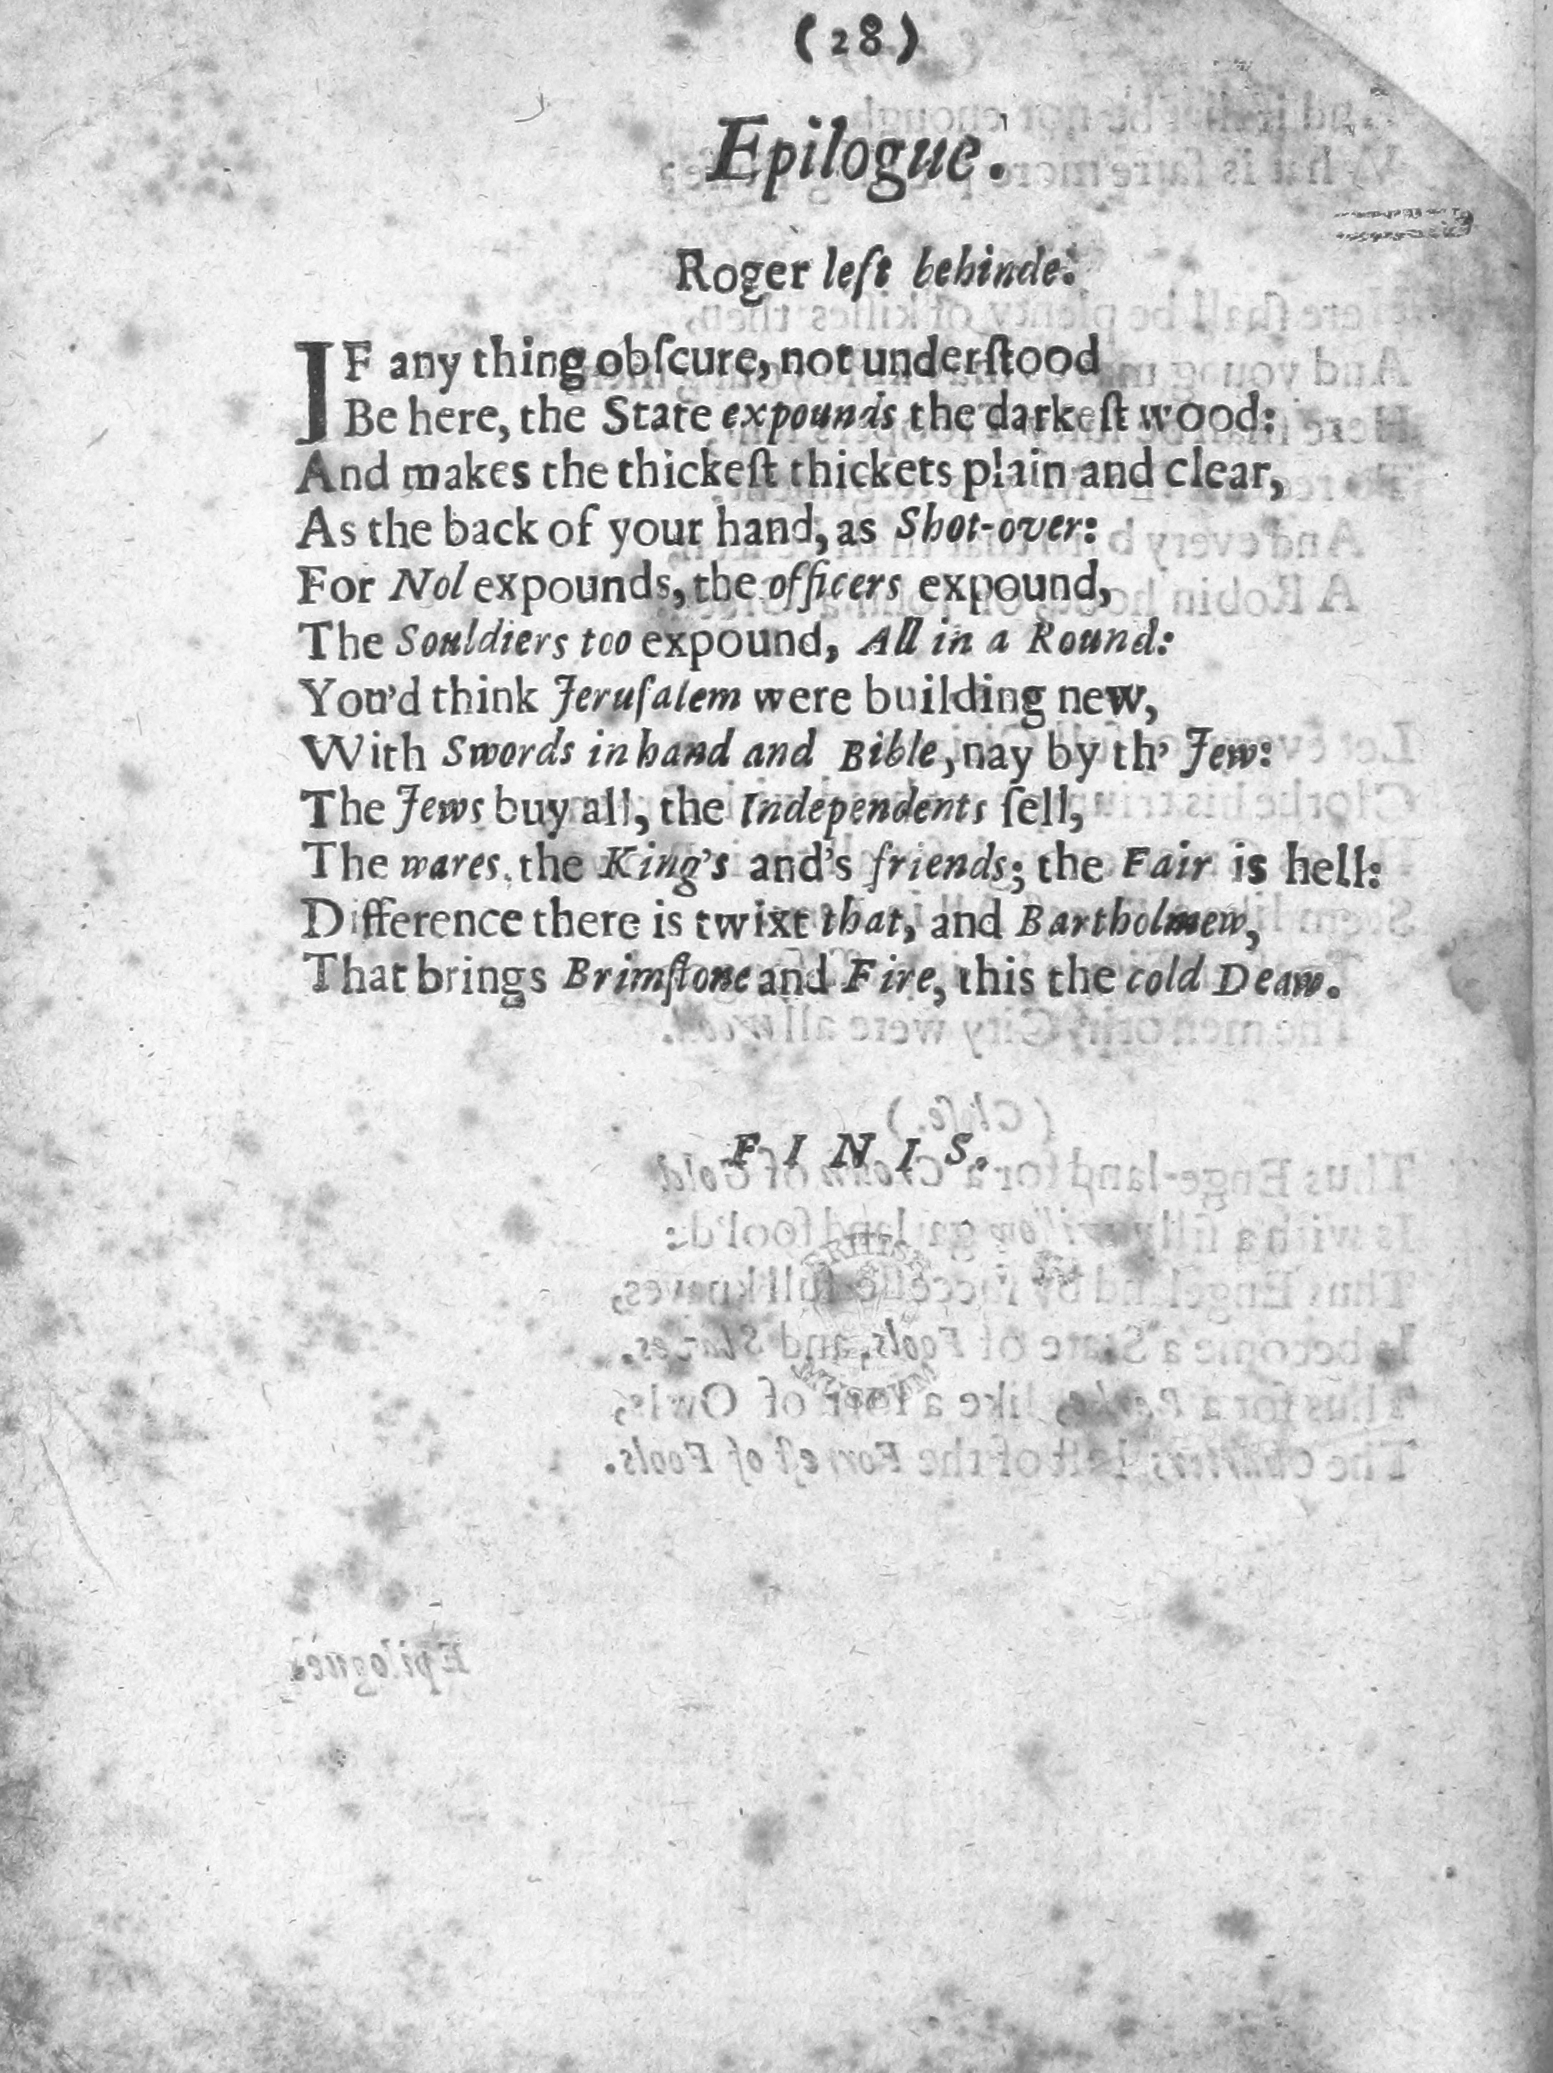 (28)
Epilogue.
Roger left behinde.
IF any thing obſcure, not underſtood
Be here, the State expounds the darkeſt wood:
And makes the thickeſt thickets plain and clear,
As the back of your hand, as Shot-over:
For Nol expounds, the officers expound,
The Souldiers too expound, All in a Round:
You'd think Jeruſalem were building new,
With Swords in hand and Bible, nay by th' Jew:
The Jews buy all, the Independents ſell,
The wares, the King's and's friends; the Fair is hell:
Difference there is twixt that, and Bartholmew,
That brings Brimſtone and Fire, this the cold Deaw.
FINIS.
BRITISH
MUSEUM